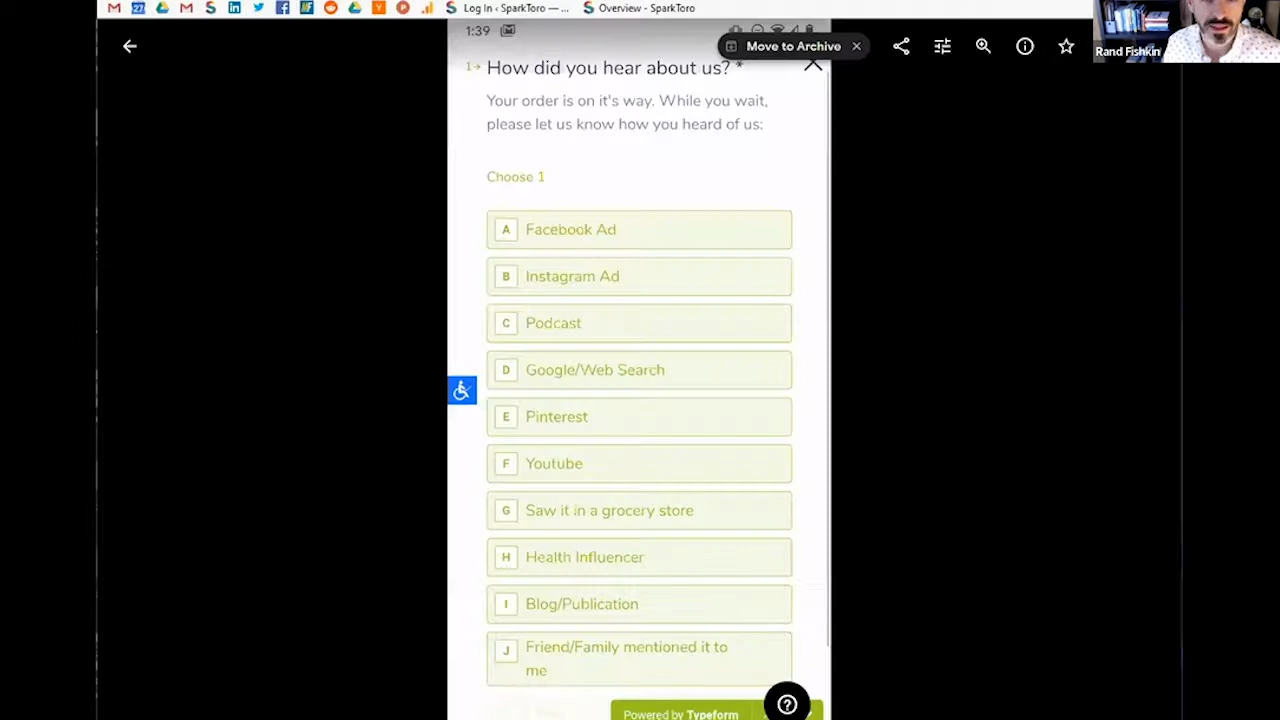 Log In ‹ SparkToro — ...
Overview - SparkToro
1:39
Move to Archive
Rand Fishkin
1→ How did you hear about us? *
Your order is on it's way. While you wait,
please let us know how you heard of us:
Choose 1
A Facebook Ad
B Instagram Ad
C Podcast
D Google/Web Search
E Pinterest
F Youtube
G Saw it in a grocery store
H Health Influencer
I Blog/Publication
J Friend/Family mentioned it to
me
Powered by Typeform